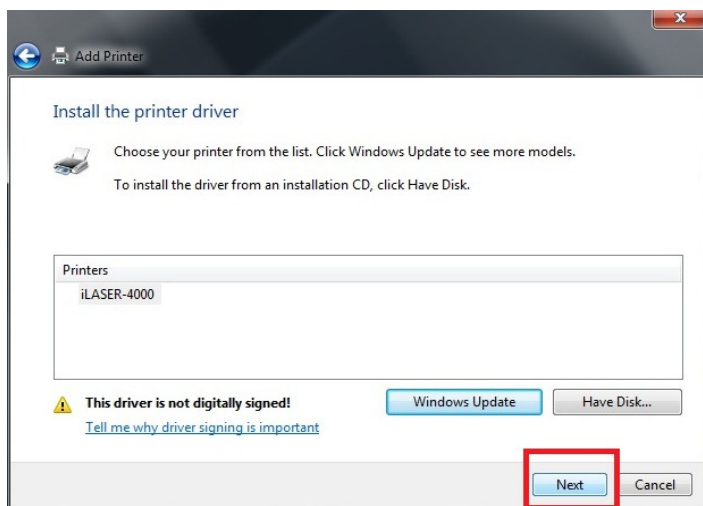 Add Printer
Install the printer driver
Choose your printer from the list. Click Windows Update to see more models.
To install the driver from an installation CD, click Have Disk.
Printers
iLASER-4000
This driver is not digitally signed!
Windows Update
Have Disk...
Tell me why driver signing is important
Next
Cancel